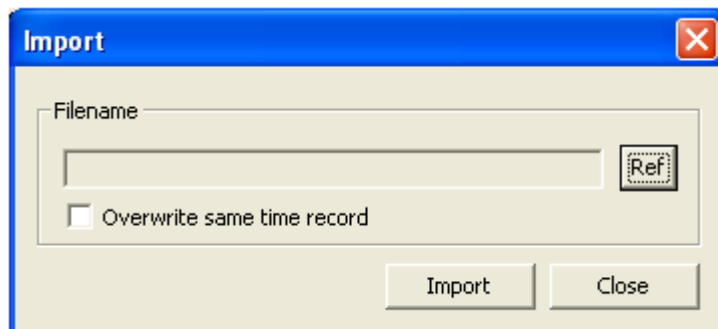 Import
Filename
Ref
Overwrite same time record
Import Close